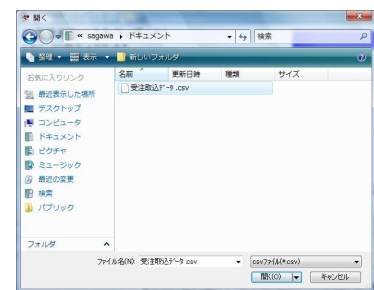 開く
« sagawa ▸ ドキュメント
検索
整理 表示 新しいフォルダ
お気に入りリンク
最近表示した場所
デスクトップ
コンピュータ
ドキュメント
ピクチャ
ミュージック
最近の変更
検索
パブリック
フォルダ
名前 更新日時 種類 サイズ
受注取込ﾃﾞｰﾀ.csv
ファイル名(N): 受注取込ﾃﾞｰﾀ.csv
csvﾌｧｲﾙ(*.csv)
開く(O) キャンセル